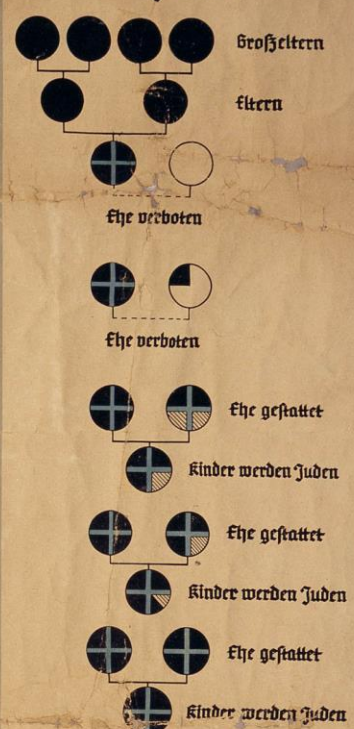 Großeltern
Eltern
Ehe verboten
Ehe verboten
Ehe gestattet
Kinder werden Juden
Ehe gestattet
Kinder werden Juden
Ehe gestattet
Kinder werden Juden